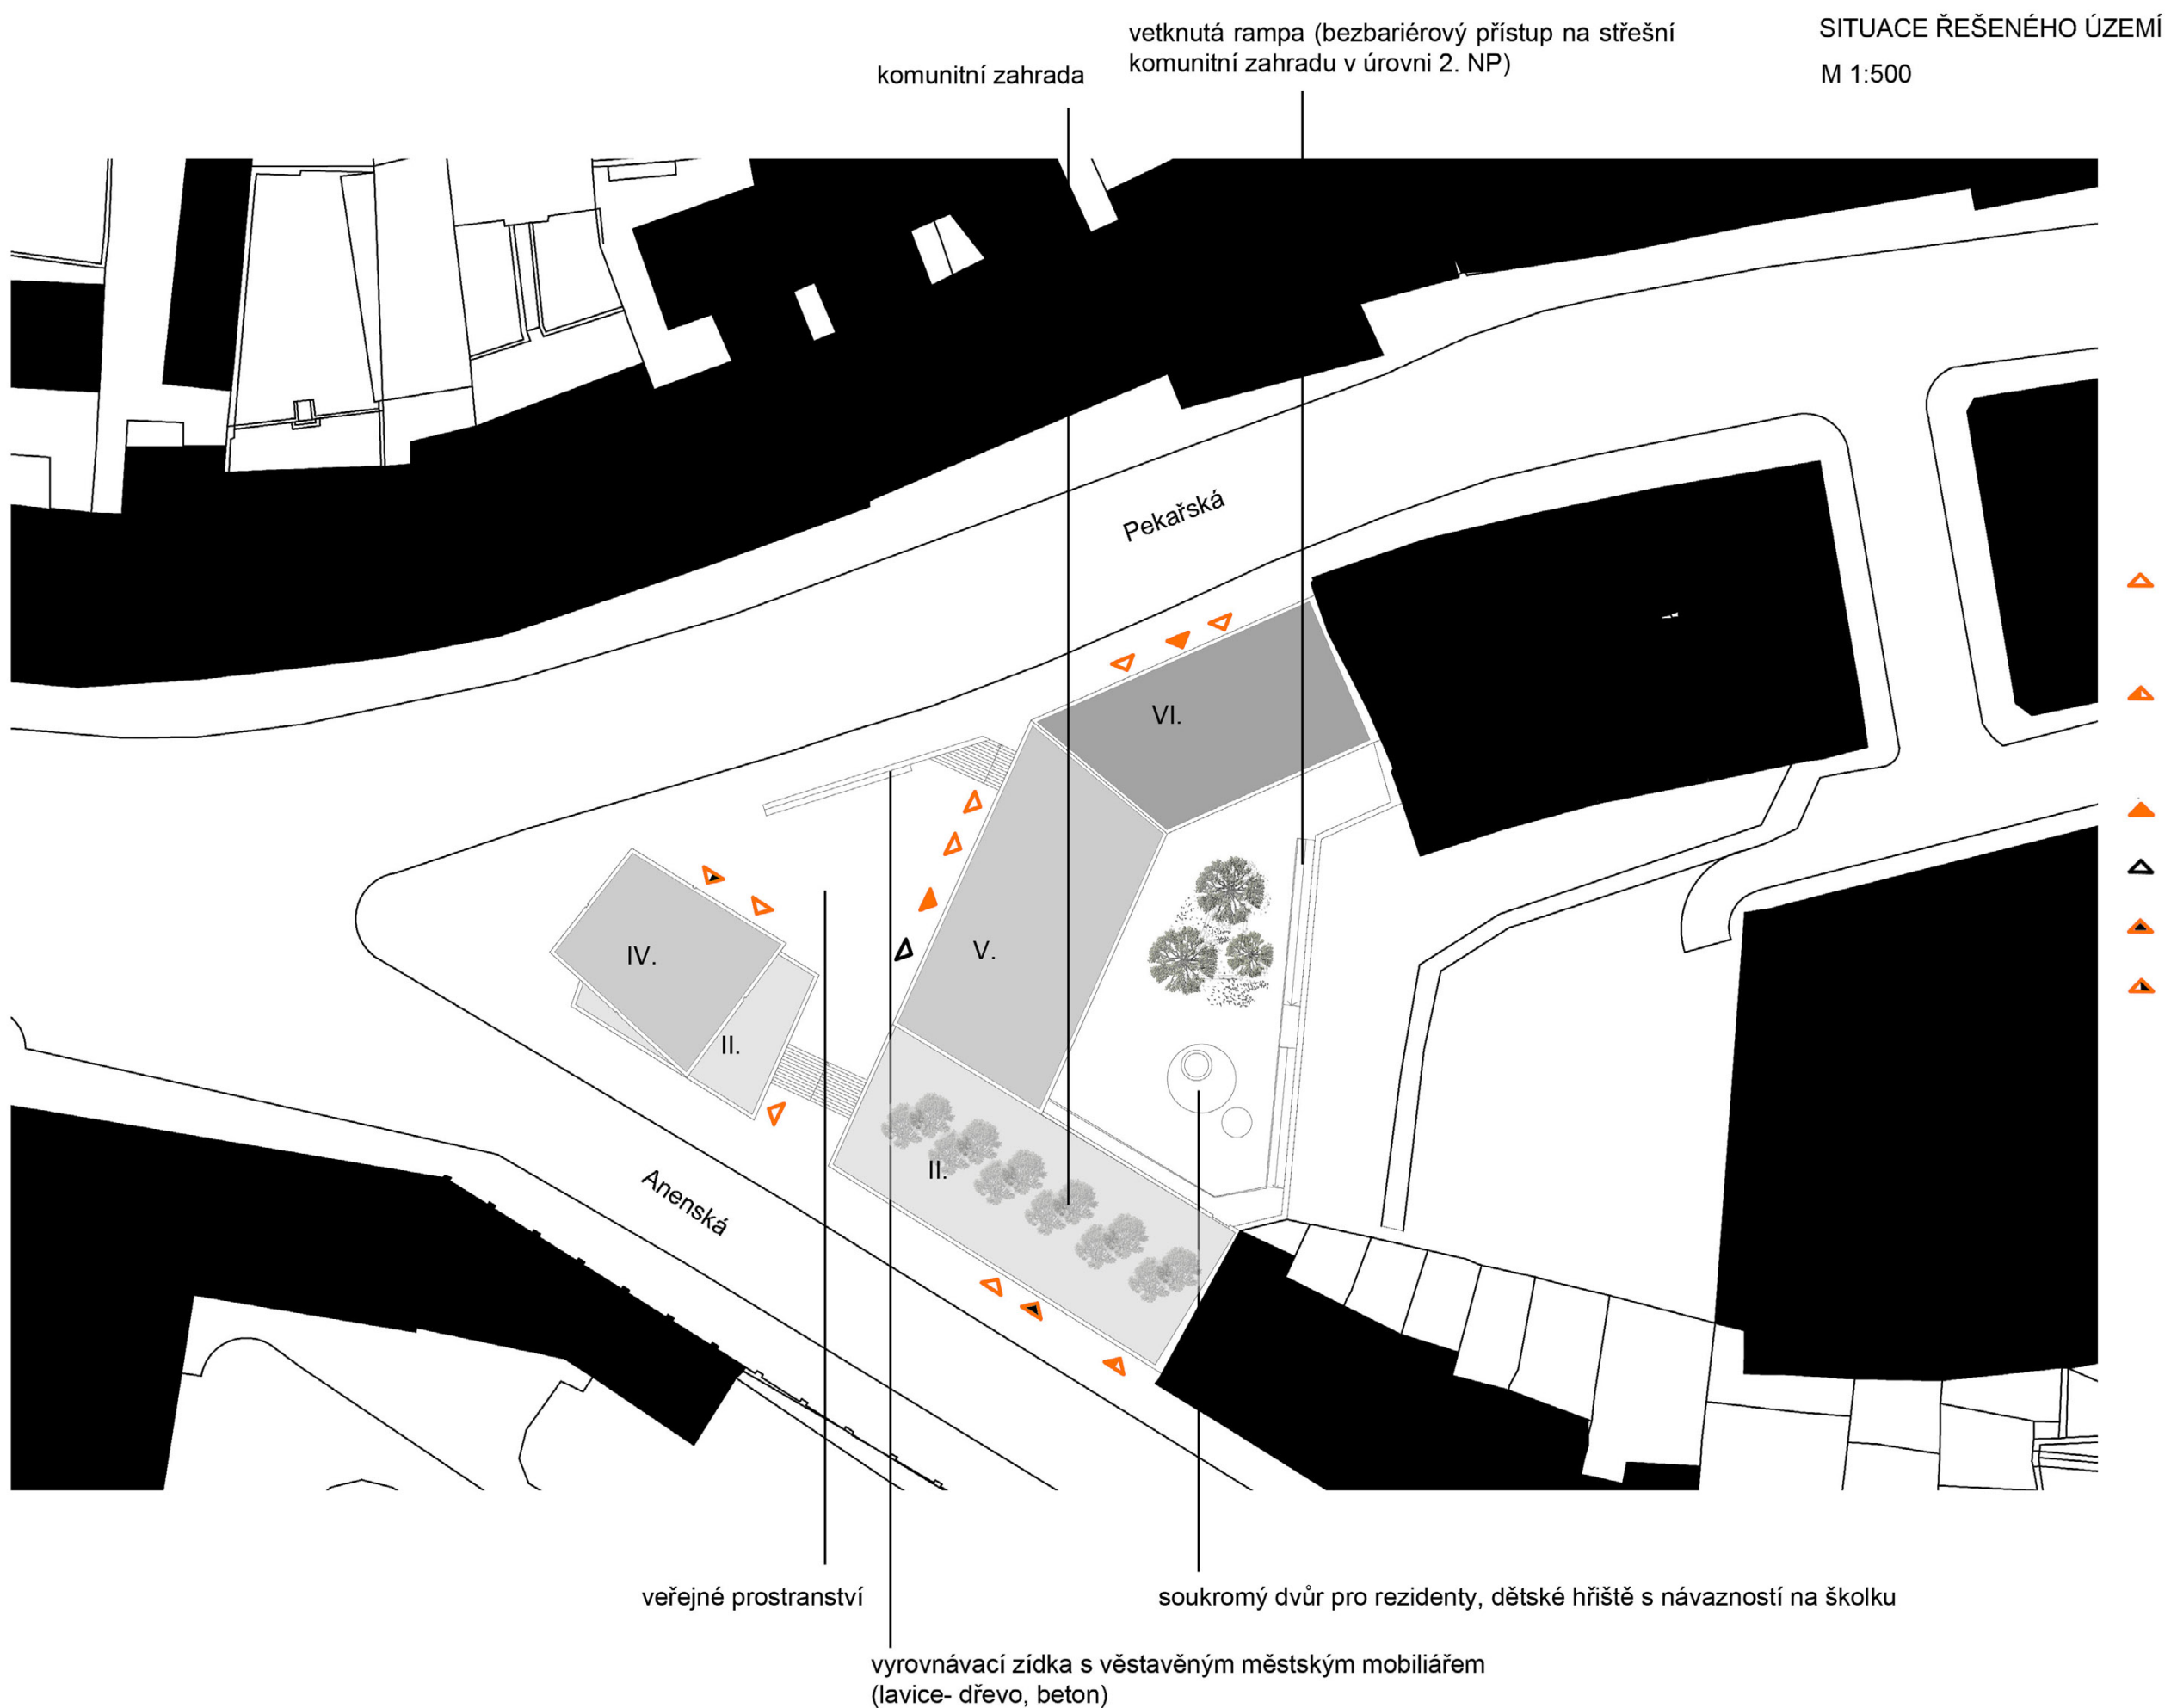 SITUACE ŘEŠENÉHO ÚZEMÍ
M 1:500
vetknutá rampa (bezbariérový přístup na střešní
komunitní zahradu v úrovni 2. NP)
komunitní zahrada
Pekařská
VI.
V.
IV.
II.
II.
Anenská
veřejné prostranství
soukromý dvůr pro rezidenty, dětské hřiště s návazností na školku
vyrovnávací zídka s věstavěným městským mobiliářem
(lavice- dřevo, beton)